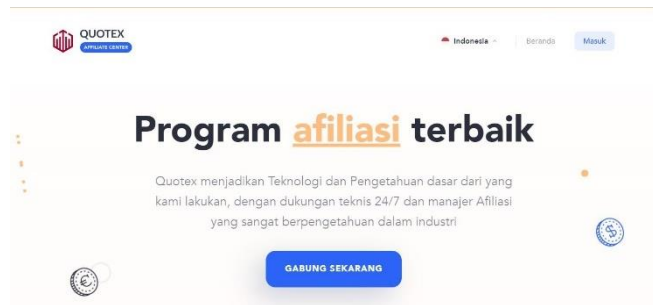 QUOTEX
AFFILIATE CENTER
Indonesia
Beranda
Masuk
Program afiliasi terbaik
Quotex menjadikan Teknologi dan Pengetahuan dasar dari yang
kami lakukan, dengan dukungan teknis 24/7 dan manajer Afiliasi
yang sangat berpengetahuan dalam industri
GABUNG SEKARANG